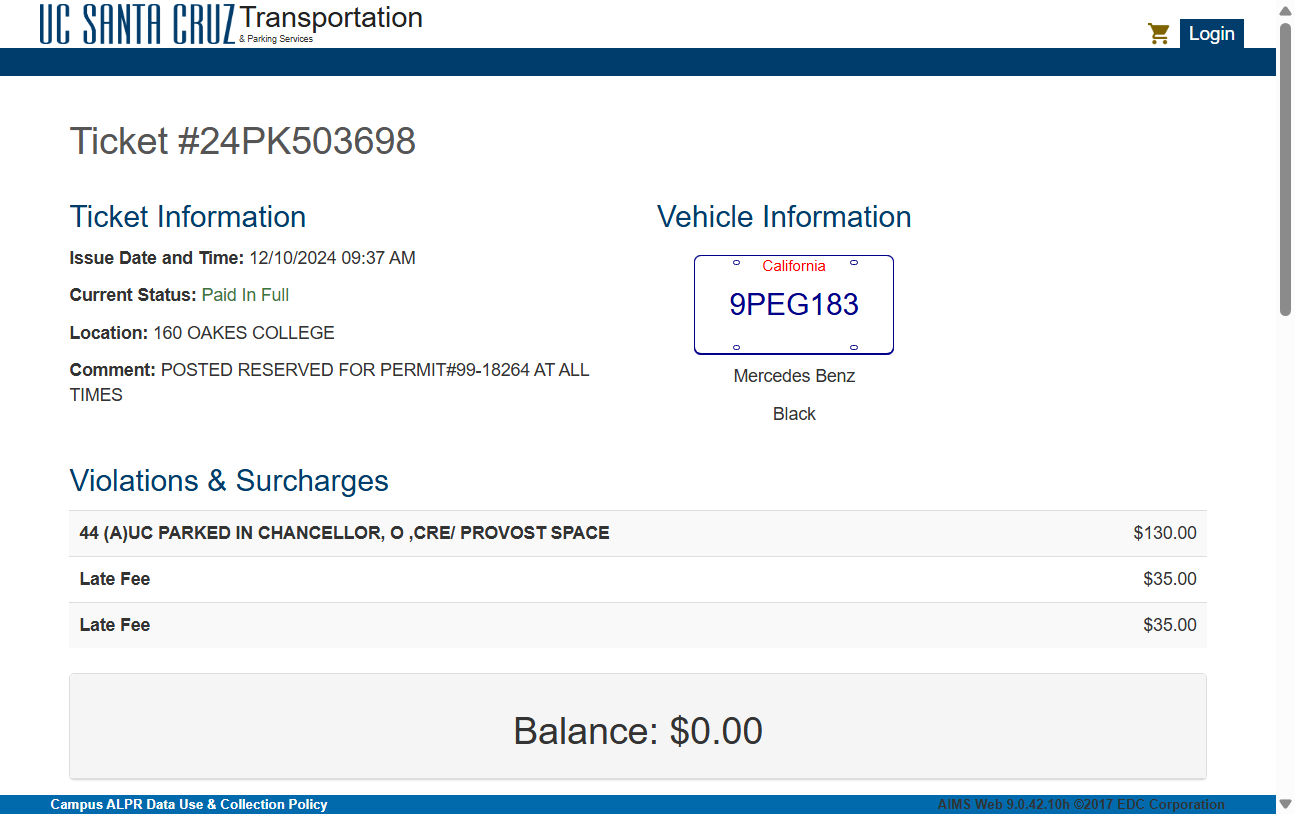 UC SANTA CRUZ Transportation
& Parking Services
Login
Ticket #24PK503698
Ticket Information
Issue Date and Time: 12/10/2024 09:37 AM
Current Status: Paid In Full
Location: 160 OAKES COLLEGE
Comment: POSTED RESERVED FOR PERMIT#99-18264 AT ALL
TIMES
Vehicle Information
California
9PEG183
Mercedes Benz
Black
Violations & Surcharges
44 (A)UC PARKED IN CHANCELLOR, O ,CRE/ PROVOST SPACE $130.00
Late Fee $35.00
Late Fee $35.00
Balance: $0.00
Campus ALPR Data Use & Collection Policy AIMS Web 9.0.42.10h ©2017 EDC Corporation